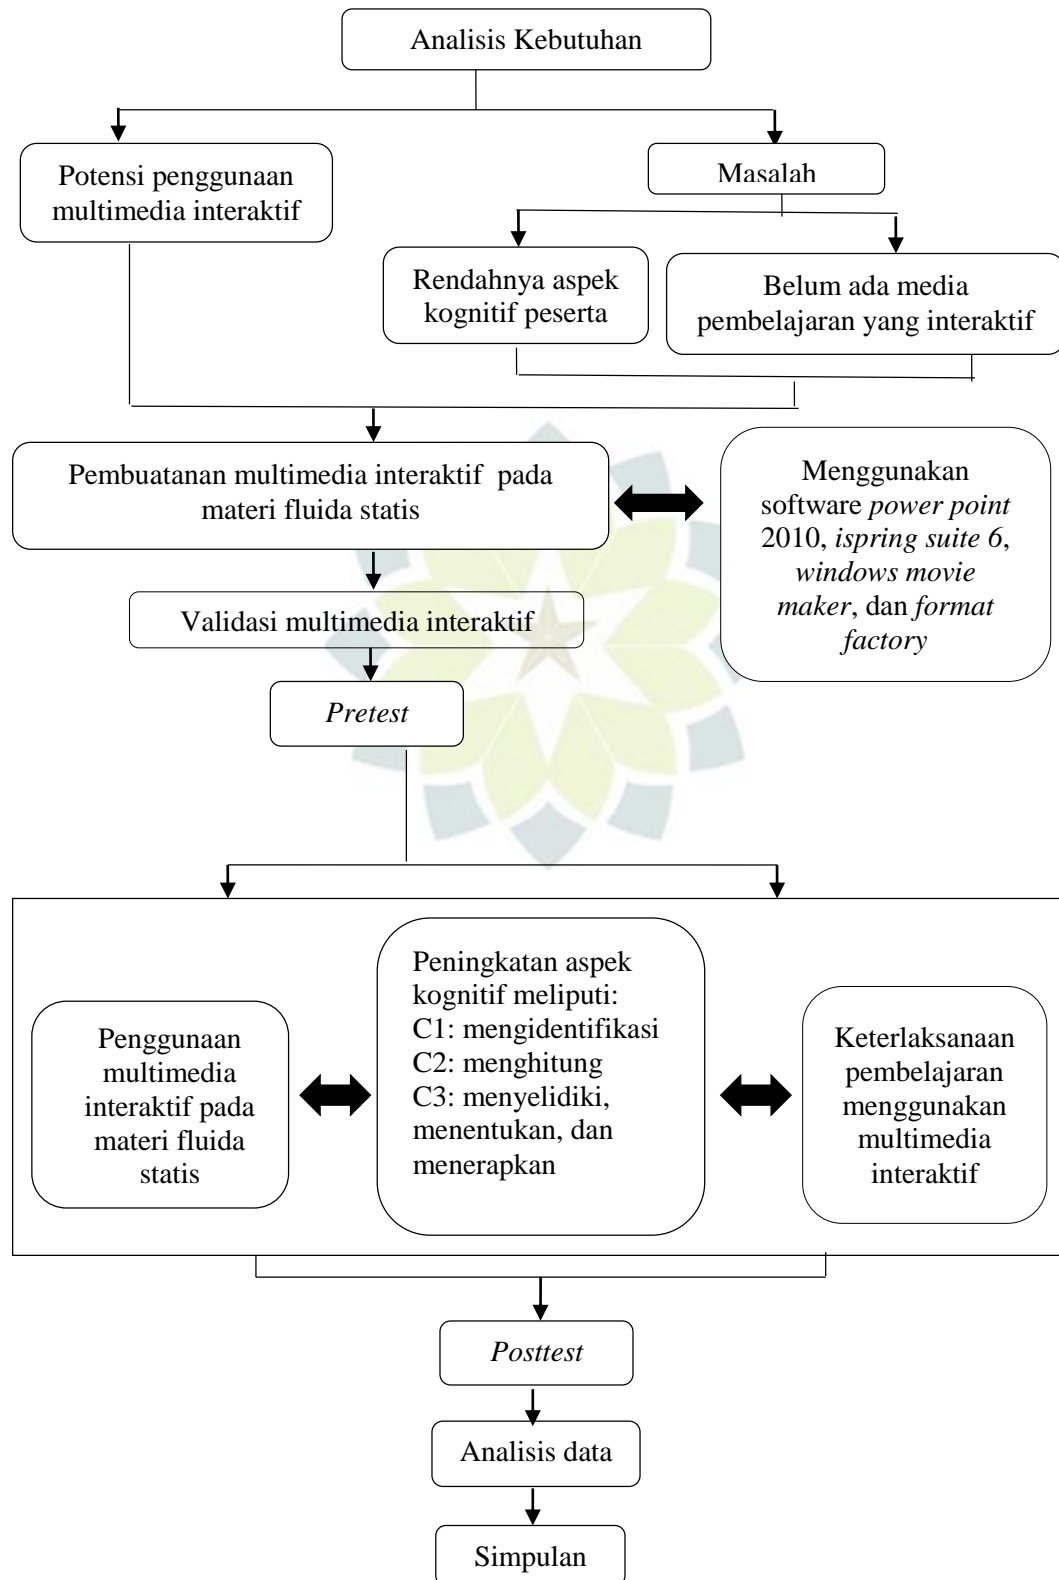 Analisis Kebutuhan
Potensi penggunaan
multimedia interaktif
Masalah
Rendahnya aspek
kognitif peserta
Belum ada media
pembelajaran yang interaktif
Pembuatanan multimedia interaktif pada
materi fluida statis
Menggunakan
software power point
2010, ispring suite 6,
windows movie
maker, dan format
factory
Validasi multimedia interaktif
Pretest
Penggunaan
multimedia
interaktif pada
materi fluida
statis
Peningkatan aspek
kognitif meliputi:
C1: mengidentifikasi
C2: menghitung
C3: menyelidiki,
menentukan, dan
menerapkan
Keterlaksanaan
pembelajaran
menggunakan
multimedia
interaktif
Posttest
Analisis data
Simpulan